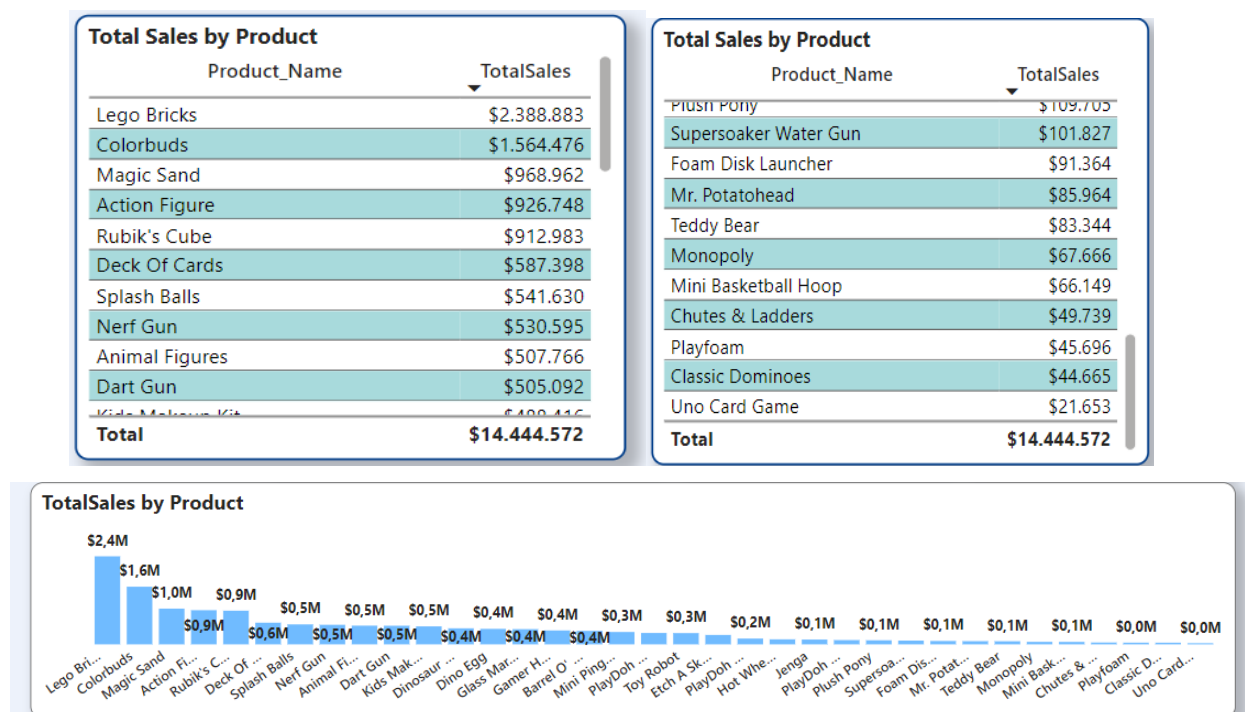 Total Sales by Product
Product_Name TotalSales
Lego Bricks $2.388.883
Colorbuds $1.564.476
Magic Sand $968.962
Action Figure $926.748
Rubik's Cube $912.983
Deck Of Cards $587.398
Splash Balls $541.630
Nerf Gun $530.595
Animal Figures $507.766
Dart Gun $505.092
Kids Makeup Kit
Total $14.444.572
Total Sales by Product
Product_Name TotalSales
Plush Pony $109.705
Supersoaker Water Gun $101.827
Foam Disk Launcher $91.364
Mr. Potatohead $85.964
Teddy Bear $83.344
Monopoly $67.666
Mini Basketball Hoop $66.149
Chutes & Ladders $49.739
Playfoam $45.696
Classic Dominoes $44.665
Uno Card Game $21.653
Total $14.444.572
TotalSales by Product
$2,4M
$1,6M
$1,0M $0,9M
$0,5M $0,5M $0,5M $0,4M $0,4M $0,3M $0,3M $0,2M $0,1M $0,1M $0,1M $0,1M $0,1M $0,0M $0,0M
$0,9M $0,6M $0,5M $0,5M $0,4M $0,4M $0,4M
Lego Bri...
Colorbuds
Magic Sand
Action Fi...
Rubik's C...
Deck Of ...
Splash Balls
Nerf Gun
Animal Fi...
Dart Gun
Kids Mak...
Dinosaur ...
Dino Egg
Glass Mar...
Gamer H...
Barrel O' ...
Mini Ping...
PlayDoh ...
Toy Robot
Etch A Sk...
PlayDoh ...
Hot Whe...
Jenga
PlayDoh ...
Plush Pony
Supersoa...
Foam Dis...
Mr. Potat...
Teddy Bear
Monopoly
Mini Bask...
Chutes & ...
Playfoam
Classic D...
Uno Card...